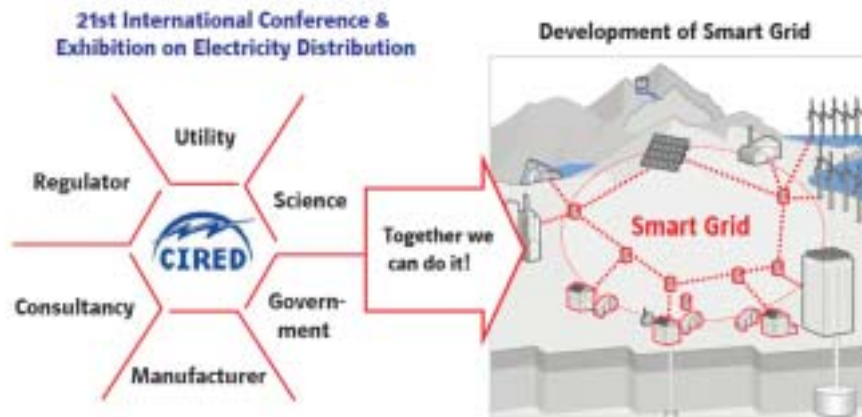 21st International Conference &
Exhibition on Electricity Distribution
Development of Smart Grid
Utility
Regulator
Science
CIRED
Together we
can do it!
Smart Grid
Consultancy
Govern-
ment
Manufacturer